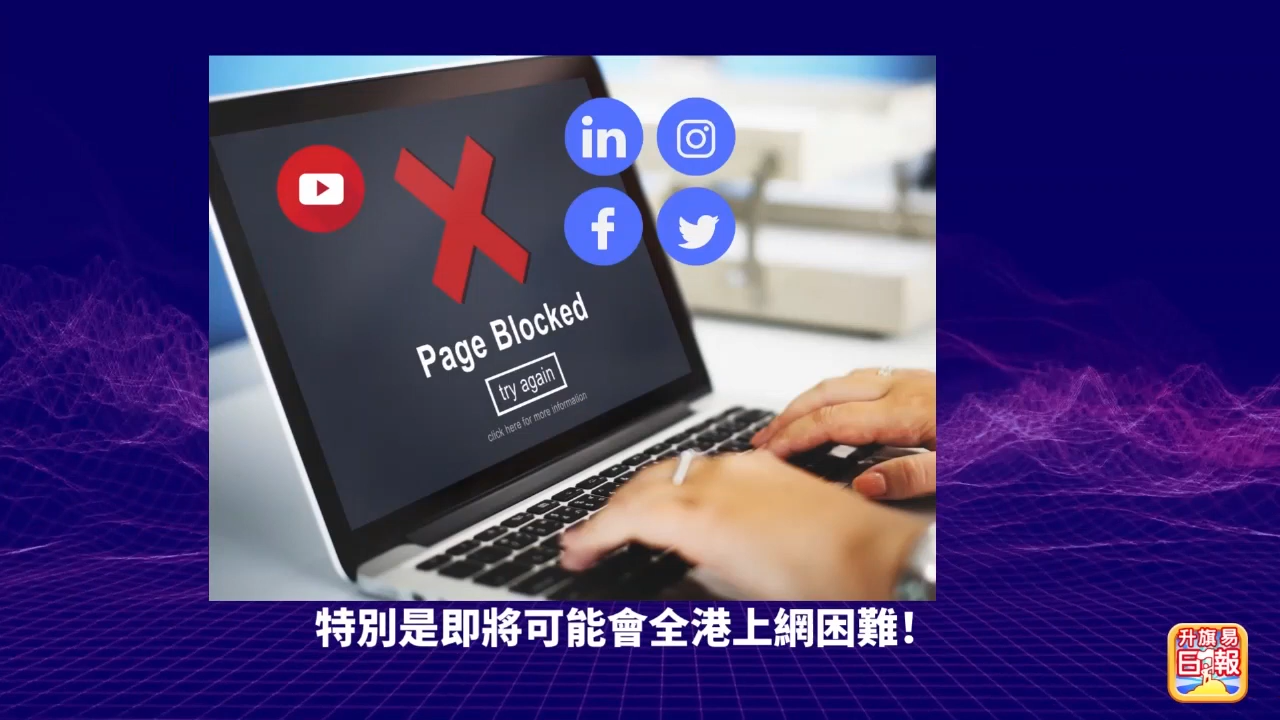 in
f
Page Blocked
try again
click here for more information
特別是即將可能會全港上網困難!
升旗易
日報